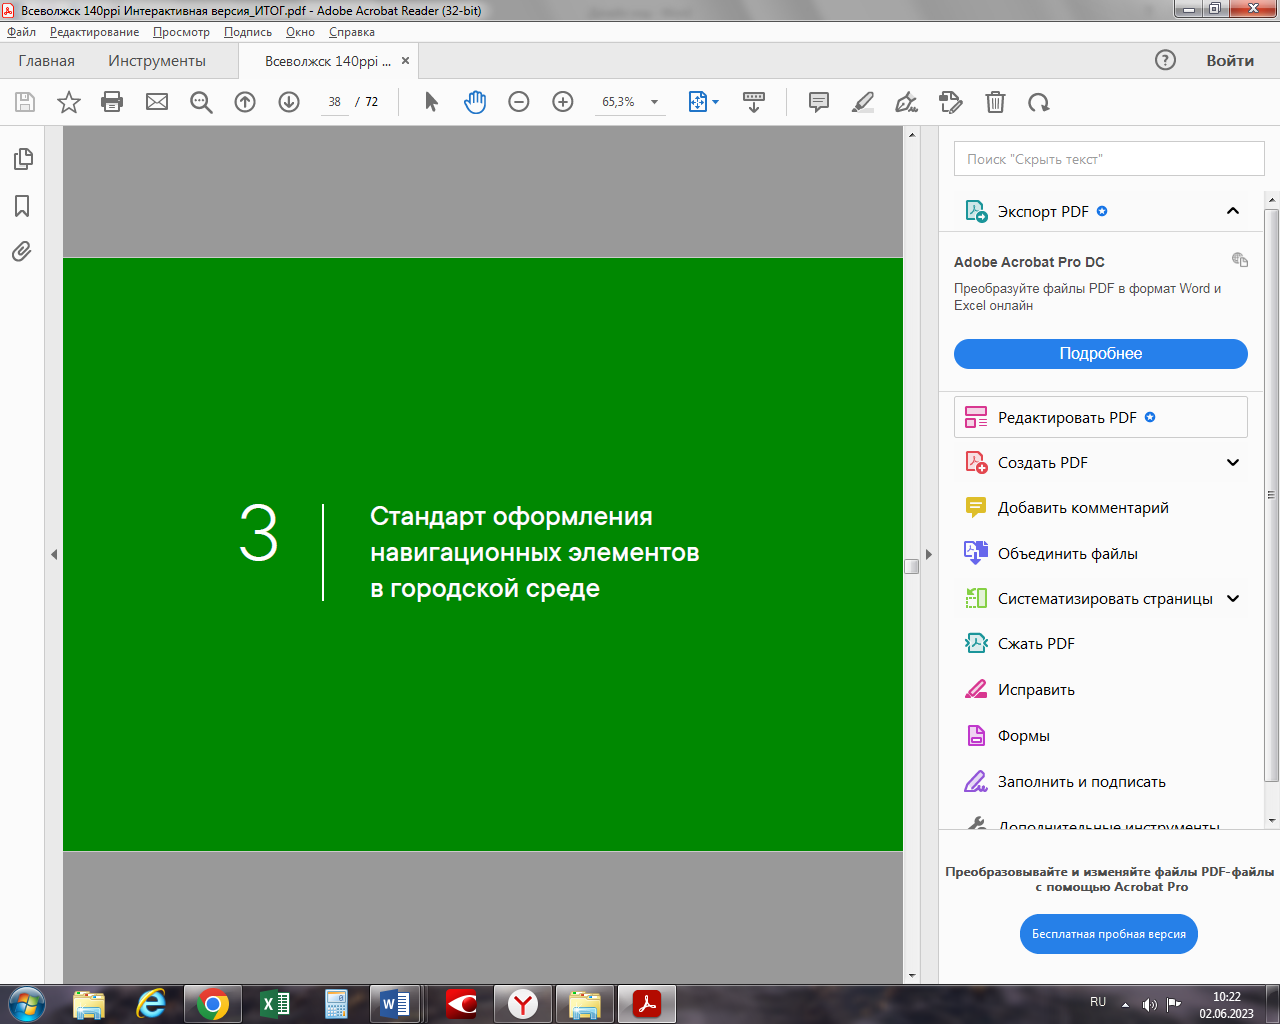 Всеволжск 140ppi Интерактивная версия_ИТОГ.pdf - Adobe Acrobat Reader (32-bit)
Файл Редактирование Просмотр Подпись Окно Справка
Главная Инструменты Всеволжск 140ppi ... × Войти
38 / 72 65,3%
Поиск "Скрыть текст"
Экспорт PDF
Adobe Acrobat Pro DC
Преобразуйте файлы PDF в формат Word и
Excel онлайн
Подробнее
Редактировать PDF
Создать PDF
Добавить комментарий
Объединить файлы
Систематизировать страницы
Сжать PDF
Исправить
Формы
Заполнить и подписать
Дополнительные инструменты
Преобразовывайте и изменяйте файлы PDF-файлы
с помощью Acrobat Pro
Бесплатная пробная версия
3
Стандарт оформления
навигационных элементов
в городской среде
RU
10:22
02.06.2023